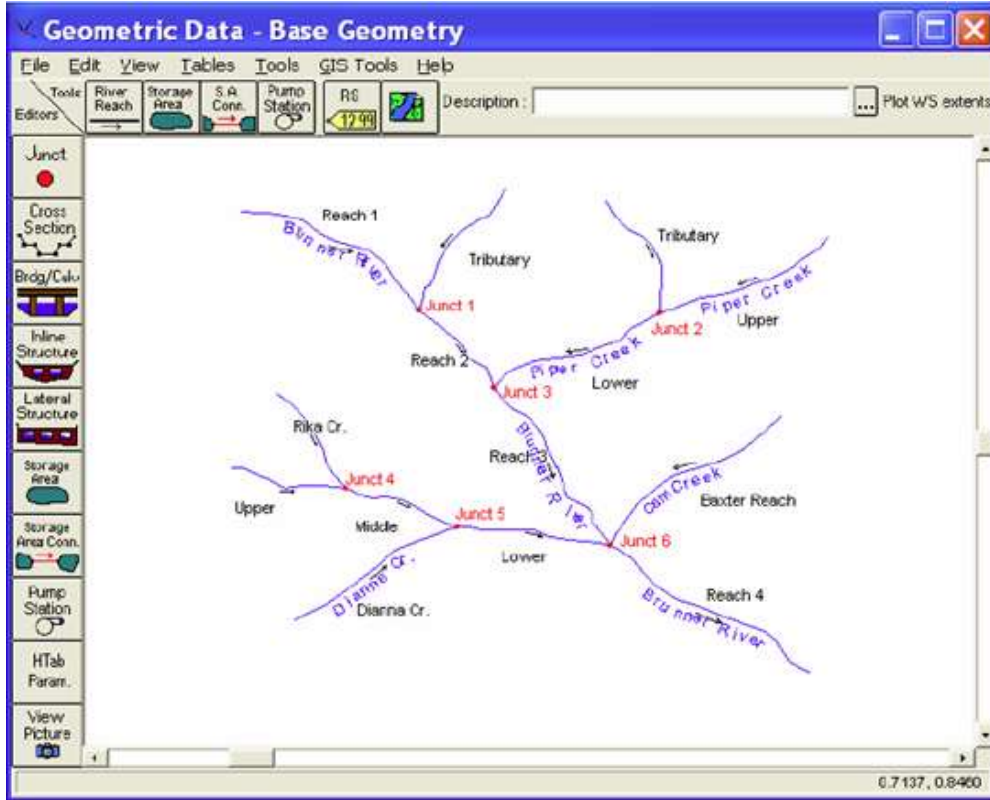 Geometric Data - Base Geometry
File Edit View Tables Tools GIS Tools Help
Tools
Editors
River
Reach
Storage
Area
S.A.
Conn.
Pump
Station
RS
Description :
...
Plot WS extents
Junct.
Cross
Section
Brdg/Culv
Inline
Structure
Lateral
Structure
Storage
Area
Storage
Area Conn.
Pump
Station
HTab
Param.
View
Picture
Reach 1
Tributary
Junct 1
Reach 2
Tributary
Piper Creek
Upper
Junct 2
Piper Creek
Lower
Junct 3
Rika Cr.
Reach 3
Junct 4
Upper
Middle
Junct 5
Lower
Baxter Reach
Junct 6
Dianna Cr.
Reach 4
Brunner River
0.7137, 0.8460